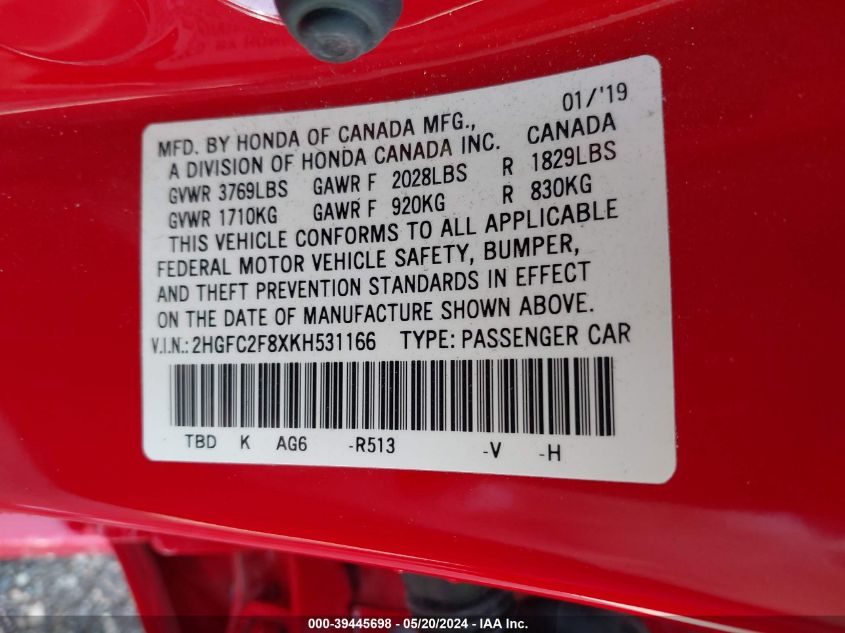 01/'19
MFD. BY HONDA OF CANADA MFG., CANADA
A DIVISION OF HONDA CANADA INC.
GVWR 3769LBS GAWR F 2028LBS R 1829LBS
GVWR 1710KG GAWR F 920KG R 830KG
THIS VEHICLE CONFORMS TO ALL APPLICABLE
FEDERAL MOTOR VEHICLE SAFETY, BUMPER,
AND THEFT PREVENTION STANDARDS IN EFFECT
ON THE DATE OF MANUFACTURE SHOWN ABOVE.
V.I.N.: 2HGFC2F8XKH531166 TYPE: PASSENGER CAR
TBD K AG6 -R513 -V -H
000-39445698 / 05/20/2024 - IAA Inc.